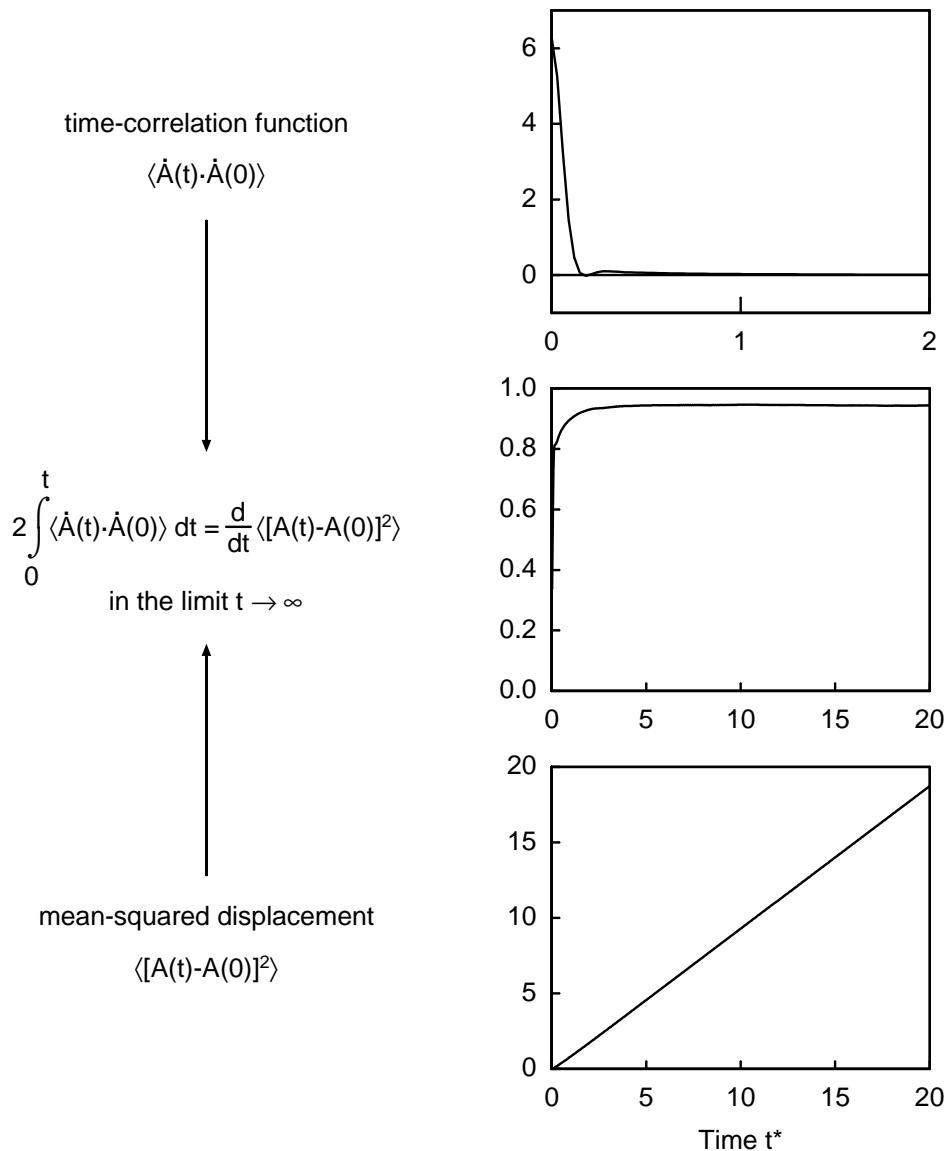 time-correlation function
⟨Ȧ(t)·Ȧ(0)⟩
2∫₀ᵗ⟨Ȧ(t)·Ȧ(0)⟩ dt = d/dt ⟨[A(t)-A(0)]²⟩
in the limit t → ∞
mean-squared displacement
⟨[A(t)-A(0)]²⟩
6
4
2
0
0 1 2
1.0
0.8
0.6
0.4
0.2
0.0
0 5 10 15 20
20
15
10
5
0
0 5 10 15 20
Time t*